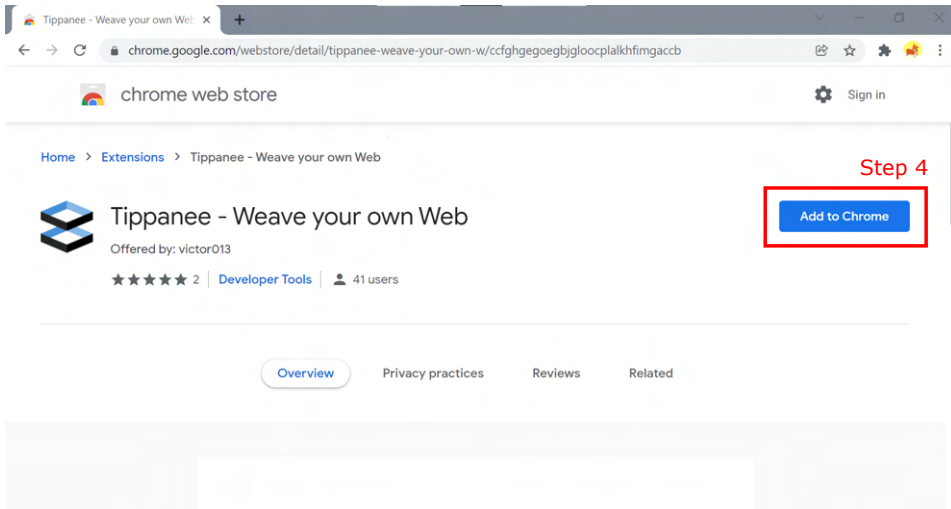 Tippanee - Weave your own Web
chrome.google.com/webstore/detail/tippanee-weave-your-own-w/ccfghgegoegbjgloocplalkhfimgaccb
chrome web store
Sign in
Home > Extensions > Tippanee - Weave your own Web
Step 4
Tippanee - Weave your own Web
Add to Chrome
Offered by: victor013
2 Developer Tools 41 users
Overview Privacy practices Reviews Related